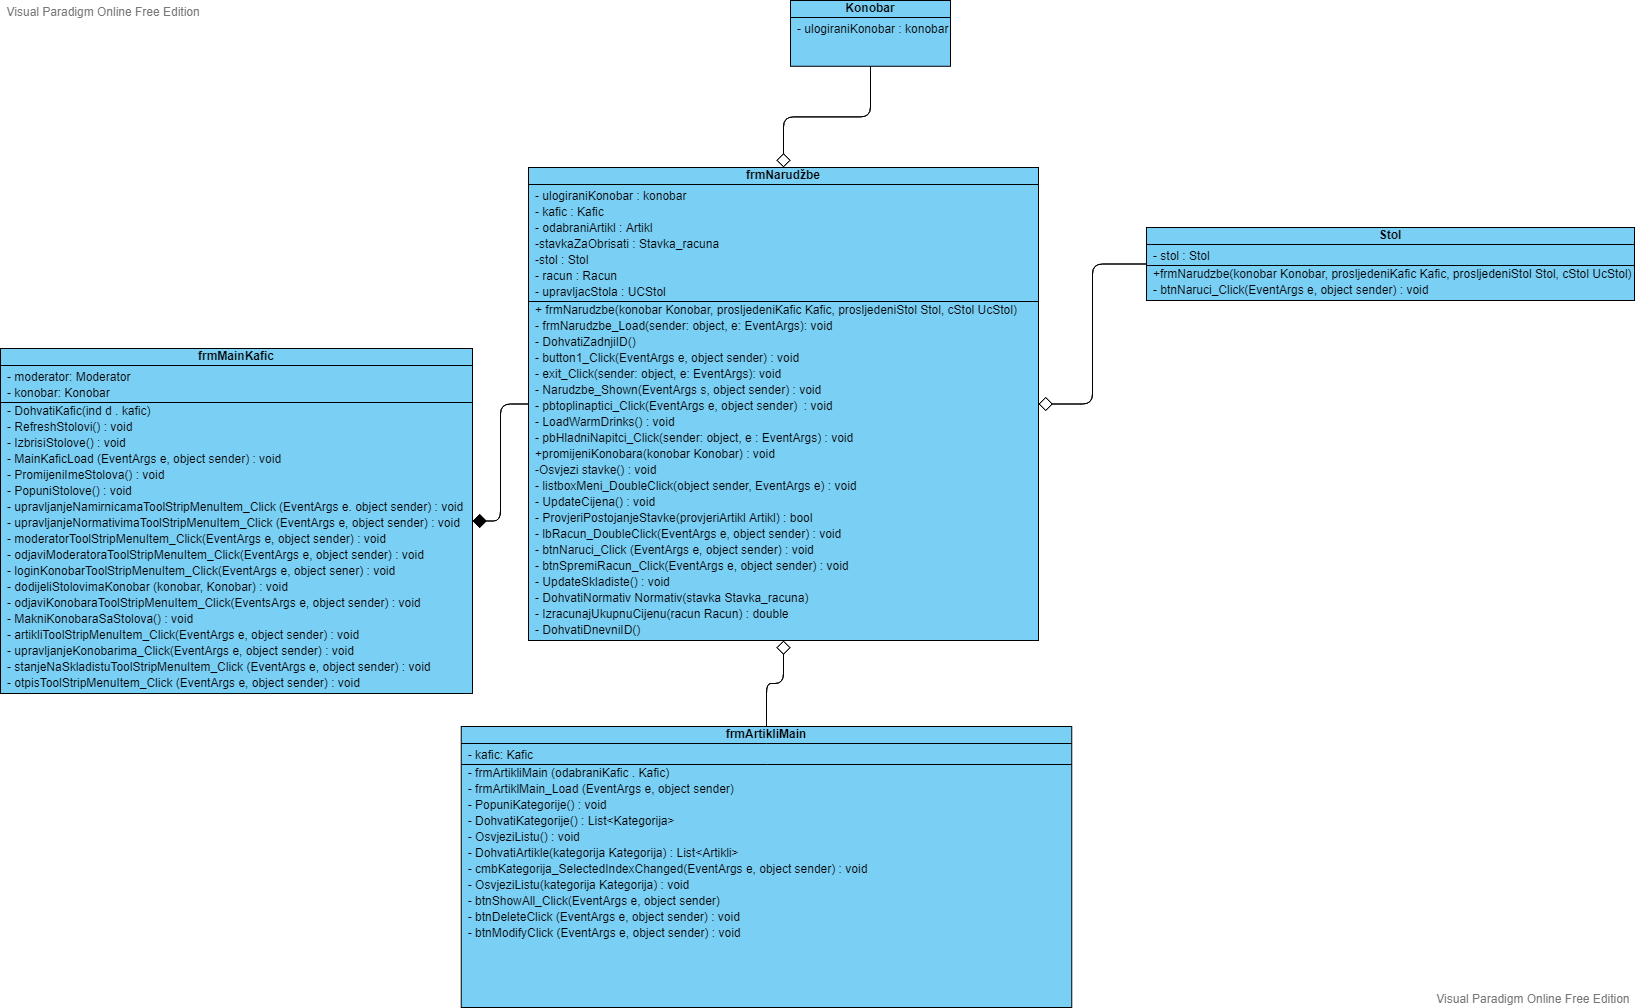 Visual Paradigm Online Free Edition
Konobar
- ulogiraniKonobar : konobar
frmNarudžbe
- ulogiraniKonobar : konobar
- kafic : Kafic
- odabraniArtikl : Artikl
-stavkaZaObrisati : Stavka_racuna
-stol : Stol
- racun : Racun
- upravljacStola : UCStol
+ frmNarudzbe(konobar Konobar, prosljedeniKafic Kafic, prosljedeniStol Stol, cStol UcStol)
- frmNarudzbe_Load(sender: object, e: EventArgs): void
- DohvatiZadnjiID()
- button1_Click(EventArgs e, object sender) : void
- exit_Click(sender: object, e: EventArgs): void
- Narudzbe_Shown(EventArgs s, object sender) : void
- pbtoplinaptici_Click(EventArgs e, object sender)  : void
- LoadWarmDrinks() : void
- pbHladniNapitci_Click(sender: object, e : EventArgs) : void
+promijeniKonobara(konobar Konobar) : void
-Osvjezi stavke() : void
- listboxMeni_DoubleClick(object sender, EventArgs e) : void
- UpdateCijena() : void
- ProvjeriPostojanjeStavke(provjeriArtikl Artikl) : bool
- lbRacun_DoubleClick(EventArgs e, object sender) : void
- btnNaruci_Click (EventArgs e, object sender) : void
- btnSpremiRacun_Click(EventArgs e, object sender) : void
- UpdateSkladiste() : void
- DohvatiNormativ Normativ(stavka Stavka_racuna)
- IzracunajUkupnuCijenu(racun Racun) : double
- DohvatiDnevniID()
Stol
- stol : Stol
+frmNarudzbe(konobar Konobar, prosljedeniKafic Kafic, prosljedeniStol Stol, cStol UcStol)
- btnNaruci_Click(EventArgs e, object sender) : void
frmMainKafic
- moderator: Moderator
- konobar: Konobar
- DohvatiKafic(ind d . kafic)
- RefreshStolovi() : void
- IzbrisiStolove() : void
- MainKaficLoad (EventArgs e, object sender) : void
- PromijeniImeStolova() : void
- PopuniStolove() : void
- upravljanjeNamirnicamaToolStripMenuItem_Click (EventArgs e. object sender) : void
- upravljanjeNormativimaToolStripMenuItem_Click (EventArgs e, object sender) : void
- moderatorToolStripMenuItem_Click(EventArgs e, object sender) : void
- odjaviModeratoraToolStripMenuItem_Click(EventArgs e, object sender) : void
- loginKonobarToolStripMenuItem_Click(EventArgs e, object sener) : void
- dodijeliStolovimaKonobar (konobar, Konobar) : void
- odjaviKonobaraToolStripMenuItem_Click(EventsArgs e, object sender) : void
- MakniKonobaraSaStolova() : void
- artikliToolStripMenuItem_Click(EventArgs e, object sender) : void
- upravljanjeKonobarima_Click(EventArgs e, object sender) : void
- stanjeNaSkladistuToolStripMenuItem_Click (EventArgs e, object sender) : void
- otpisToolStripMenuItem_Click (EventArgs e, object sender) : void
frmArtikliMain
- kafic: Kafic
- frmArtikliMain (odabraniKafic . Kafic)
- frmArtiklMain_Load (EventArgs e, object sender)
- PopuniKategorije() : void
- DohvatiKategorije() : List<Kategorija>
- OsvjeziListu() : void
- DohvatiArtikle(kategorija Kategorija) : List<Artikli>
- cmbKategorija_SelectedIndexChanged(EventArgs e, object sender) : void
- OsvjeziListu(kategorija Kategorija) : void
- btnShowAll_Click(EventArgs e, object sender)
- btnDeleteClick (EventArgs e, object sender) : void
- btnModifyClick (EventArgs e, object sender) : void
Visual Paradigm Online Free Edition